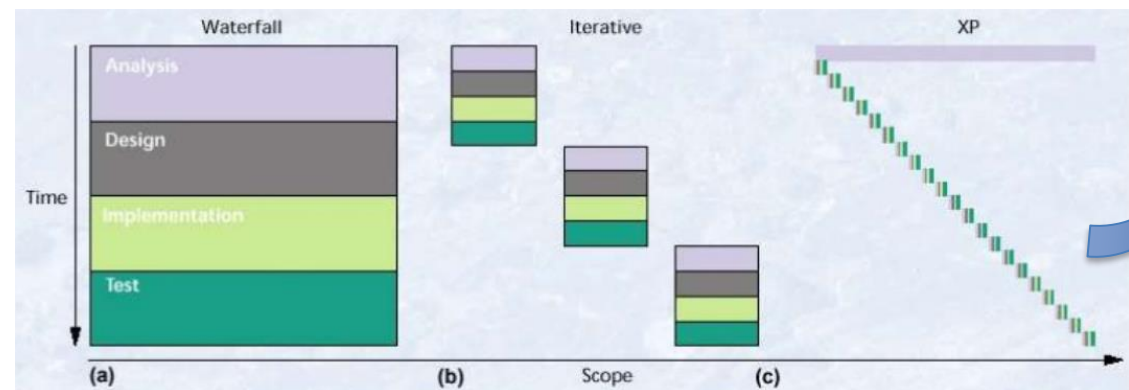 Waterfall
Iterative
XP
Analysis
Design
Time
Implementation
Test
(a)
(b)
Scope
(c)